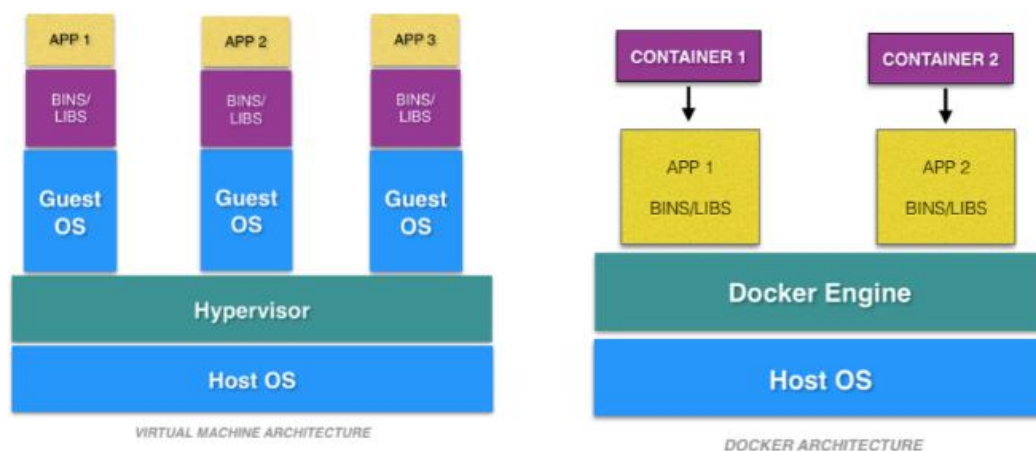 APP 1
BINS/
LIBS
Guest
OS
APP 2
BINS/
LIBS
Guest
OS
APP 3
BINS/
LIBS
Guest
OS
Hypervisor
Host OS
VIRTUAL MACHINE ARCHITECTURE
CONTAINER 1
APP 1
BINS/LIBS
CONTAINER 2
APP 2
BINS/LIBS
Docker Engine
Host OS
DOCKER ARCHITECTURE